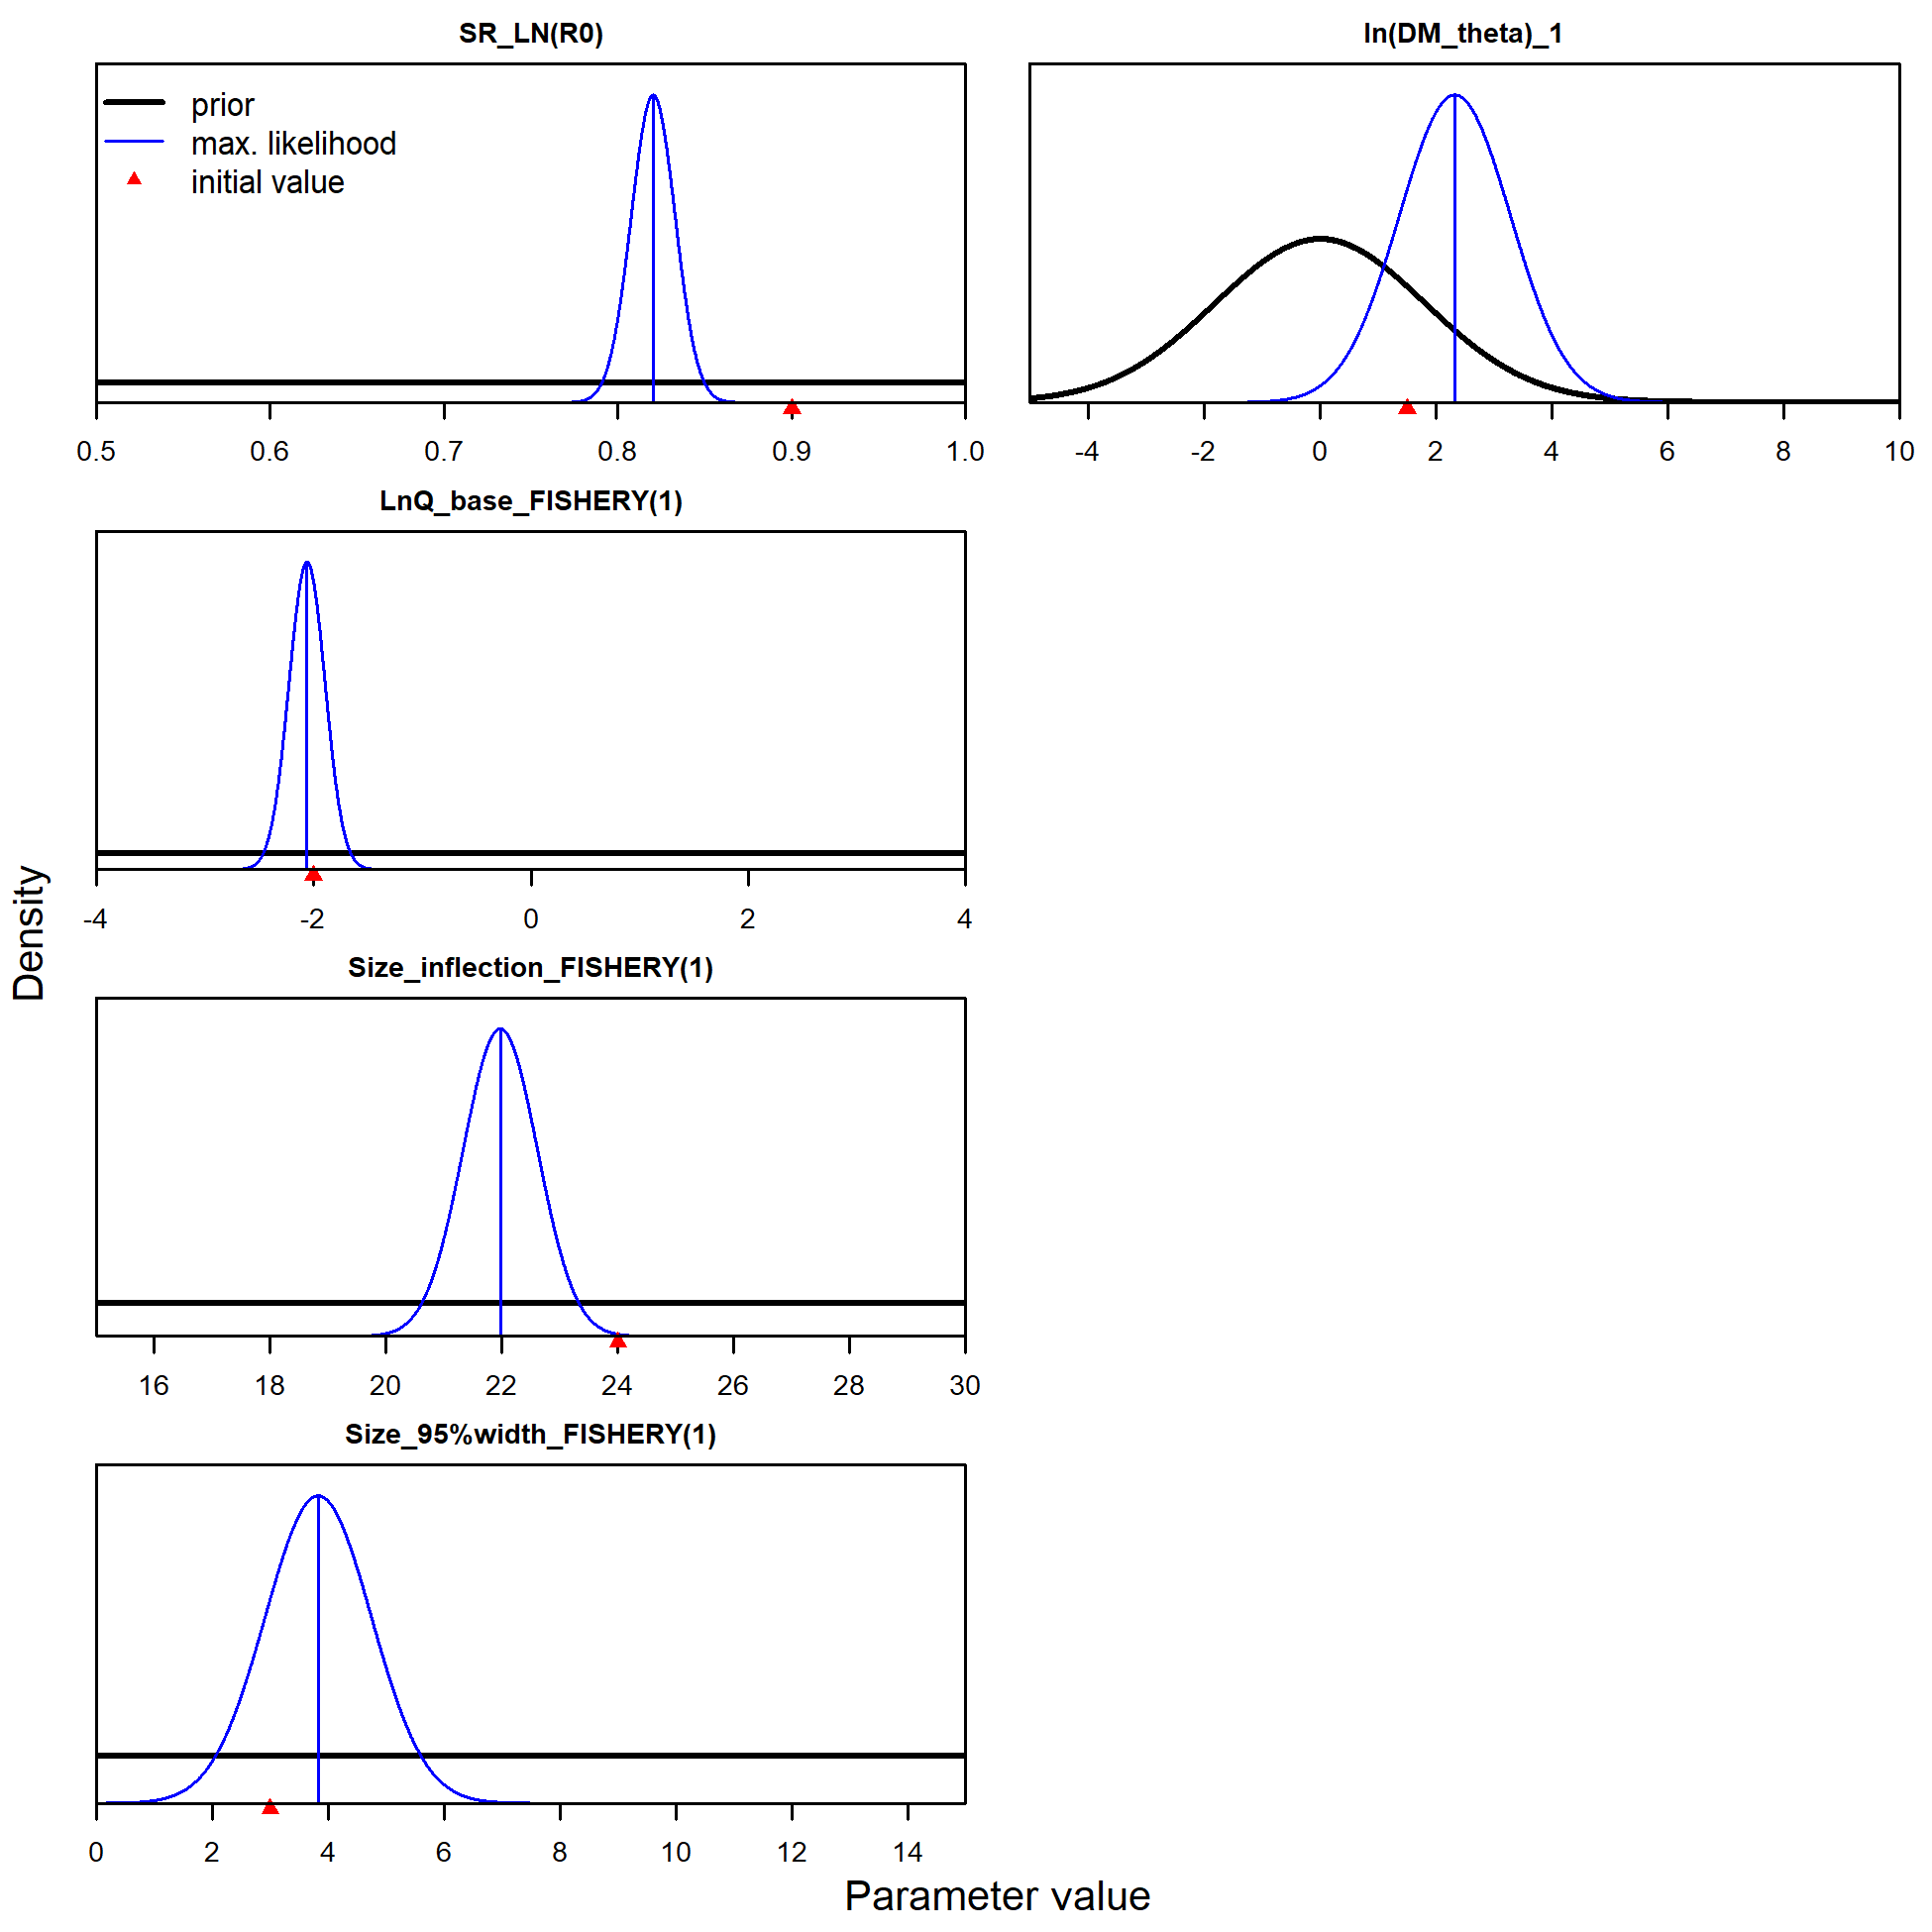 SR_LN(R0)
prior
max. likelihood
initial value
0.5 0.6 0.7 0.8 0.9 1.0
ln(DM_theta)_1
-4 -2 0 2 4 6 8 10
LnQ_base_FISHERY(1)
-4 -2 0 2 4
Size_inflection_FISHERY(1)
16 18 20 22 24 26 28 30
Size_95%width_FISHERY(1)
0 2 4 6 8 10 12 14
Density
Parameter value